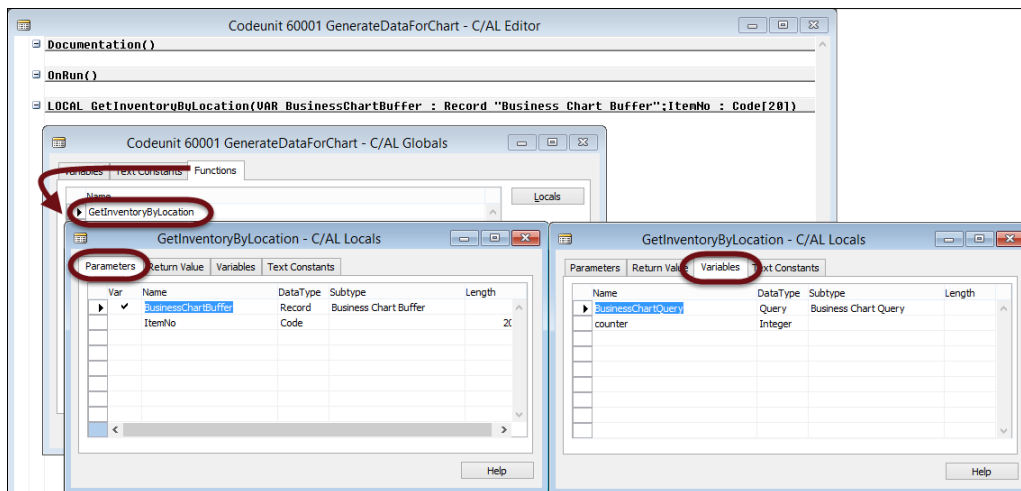 Codeunit 60001 GenerateDataForChart - C/AL Editor
Documentation()
OnRun()
LOCAL GetInventoryByLocation(VAR BusinessChartBuffer : Record "Business Chart Buffer";ItemNo : Code[20])
Codeunit 60001 GenerateDataForChart - C/AL Globals
Variables Text Constants Functions
Name
Locals
GetInventoryByLocation
GetInventoryByLocation - C/AL Locals
Parameters Return Value Variables Text Constants
Var Name DataType Subtype Length
BusinessChartBuffer Record Business Chart Buffer
ItemNo Code 20
Help
GetInventoryByLocation - C/AL Locals
Parameters Return Value Variables Text Constants
Name DataType Subtype Length
BusinessChartQuery Query Business Chart Query
counter Integer
Help